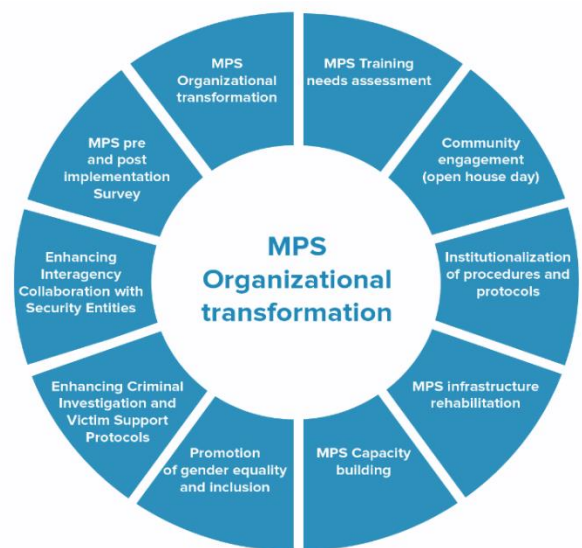 MPS
Organizational
transformation
MPS Training
needs assessment
Community
engagement
(open house day)
Institutionalization
of procedures and
protocols
MPS infrastructure
rehabilitation
MPS Capacity
building
Promotion
of gender equality
and inclusion
Enhancing Criminal
Investigation and
Victim Support
Protocols
Enhancing
Interagency
Collaboration with
Security Entities
MPS pre
and post
implementation
Survey
MPS
Organizational
transformation